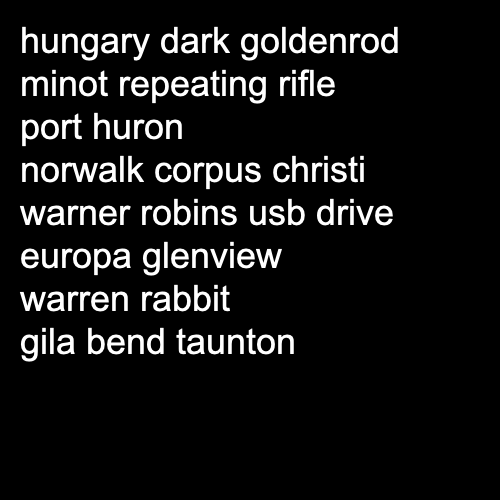 hungary dark goldenrod
minot repeating rifle
port huron
norwalk corpus christi
warner robins usb drive
europa glenview
warren rabbit
gila bend taunton